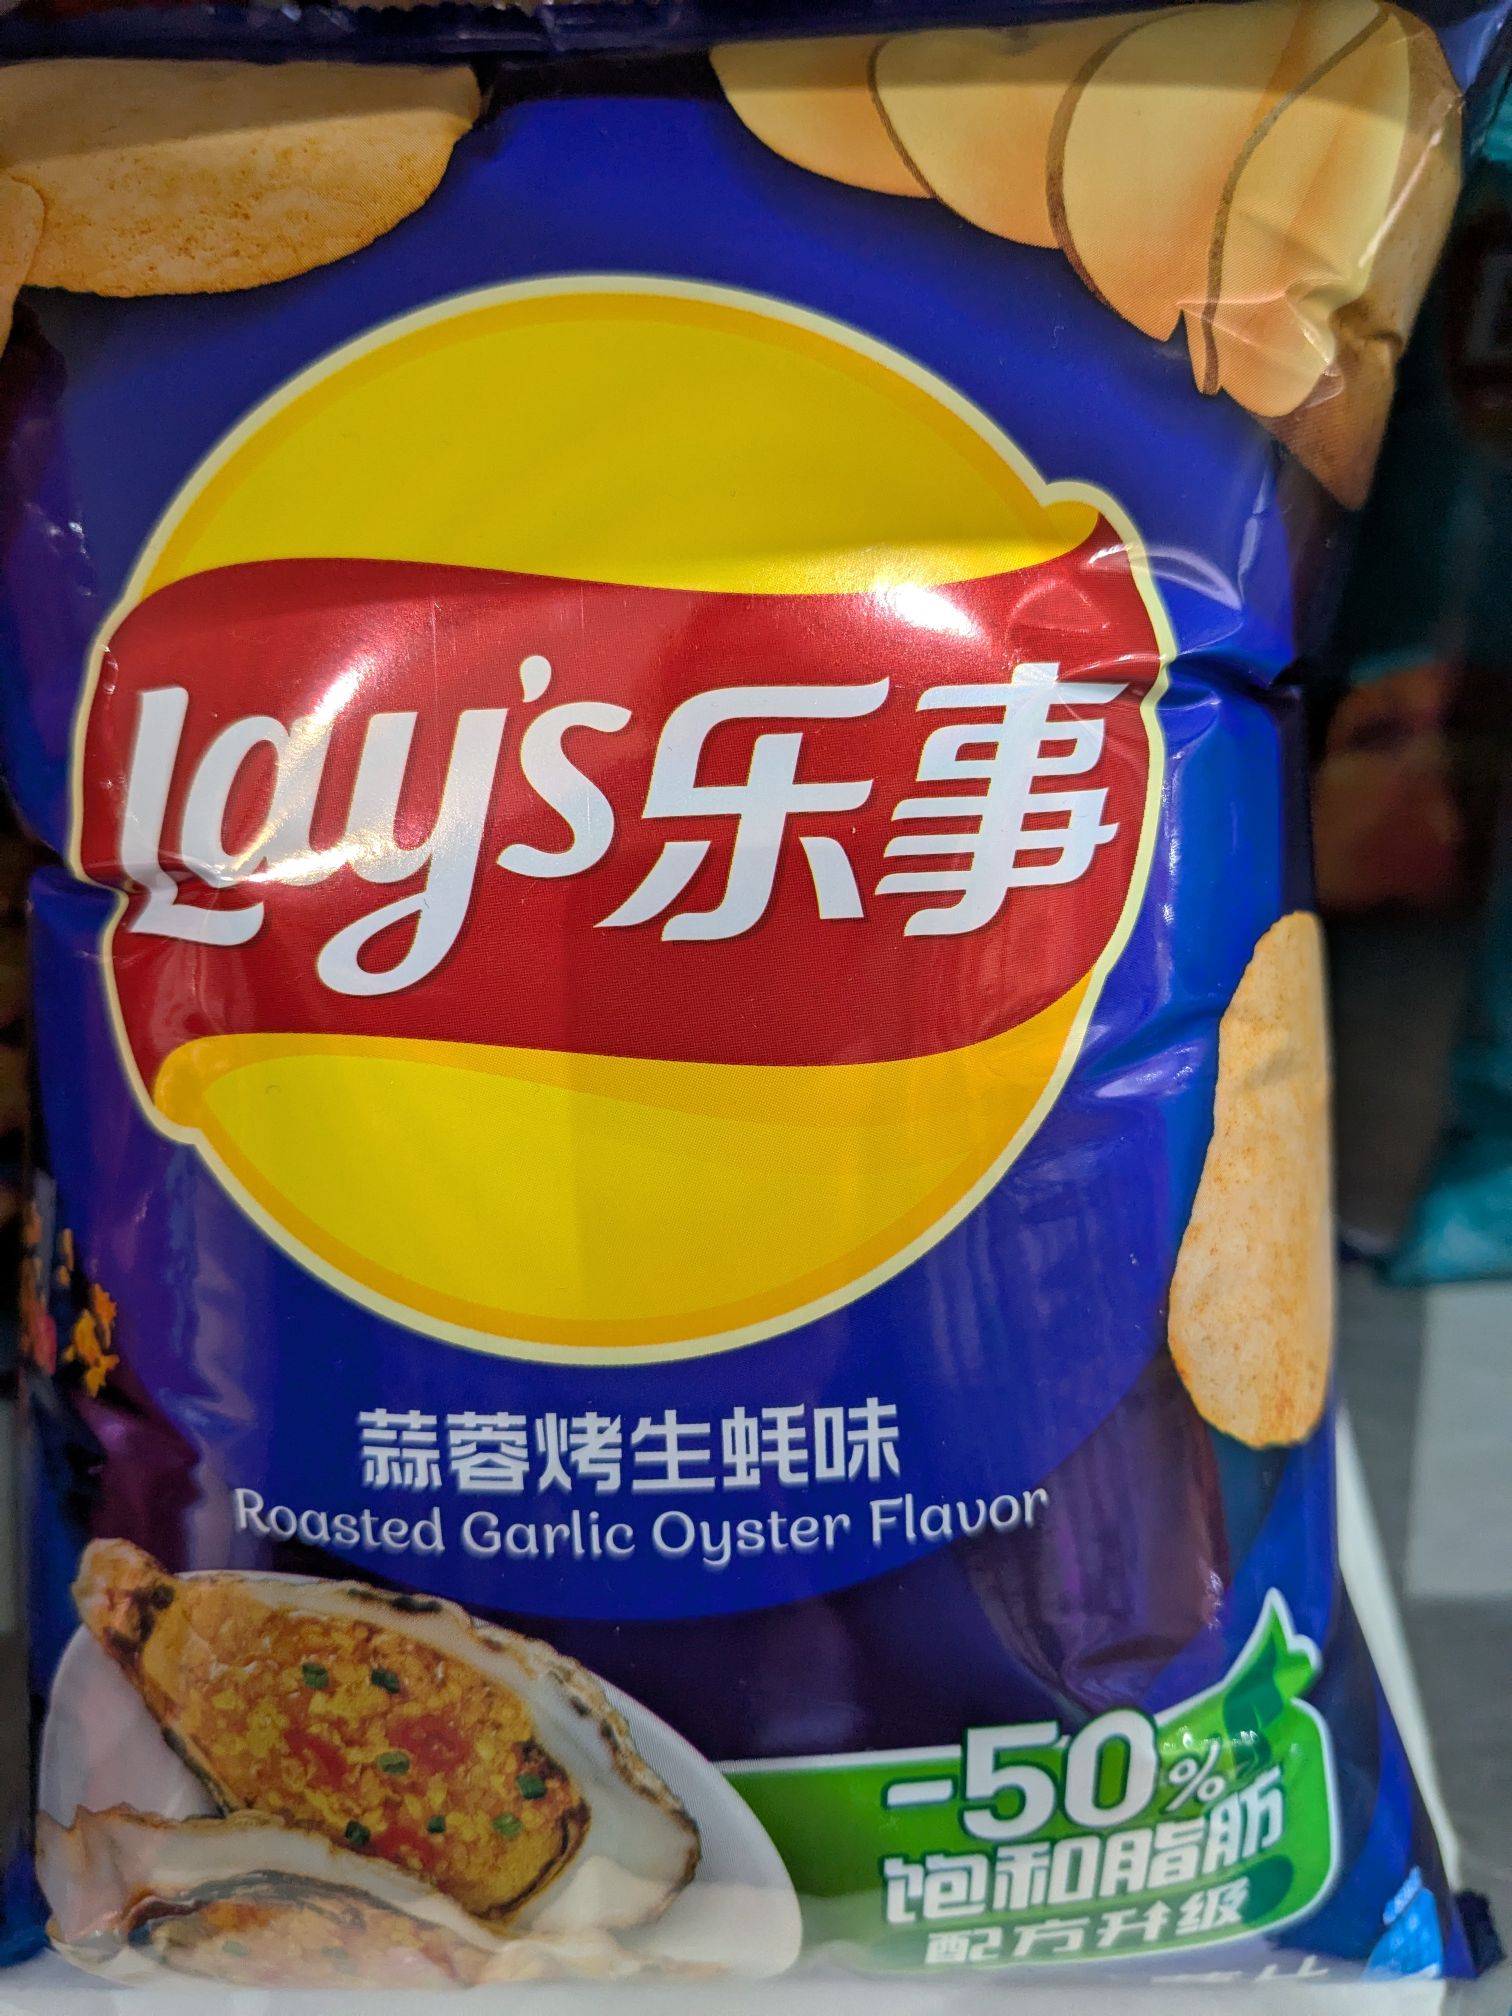 Lay's乐事
蒜蓉烤生蚝味
Roasted Garlic Oyster Flavor
-50%
饱和脂肪
配方升级